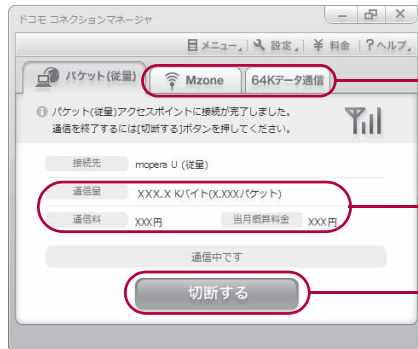 ドコモ コネクションマネージャ
メニュー 設定 ¥ 料金 ? ヘルプ
パケット(従量) Mzone 64Kデータ通信
パケット(従量)アクセスポイントに接続が完了しました。
通信を終了するには[切断する]ボタンを押してください。
接続先 mopera U (従量)
通信量 XXX.X Kバイト(X.XXXパケット)
通信料 XXX円 当月概算料金 XXX円
通信中です
切断する